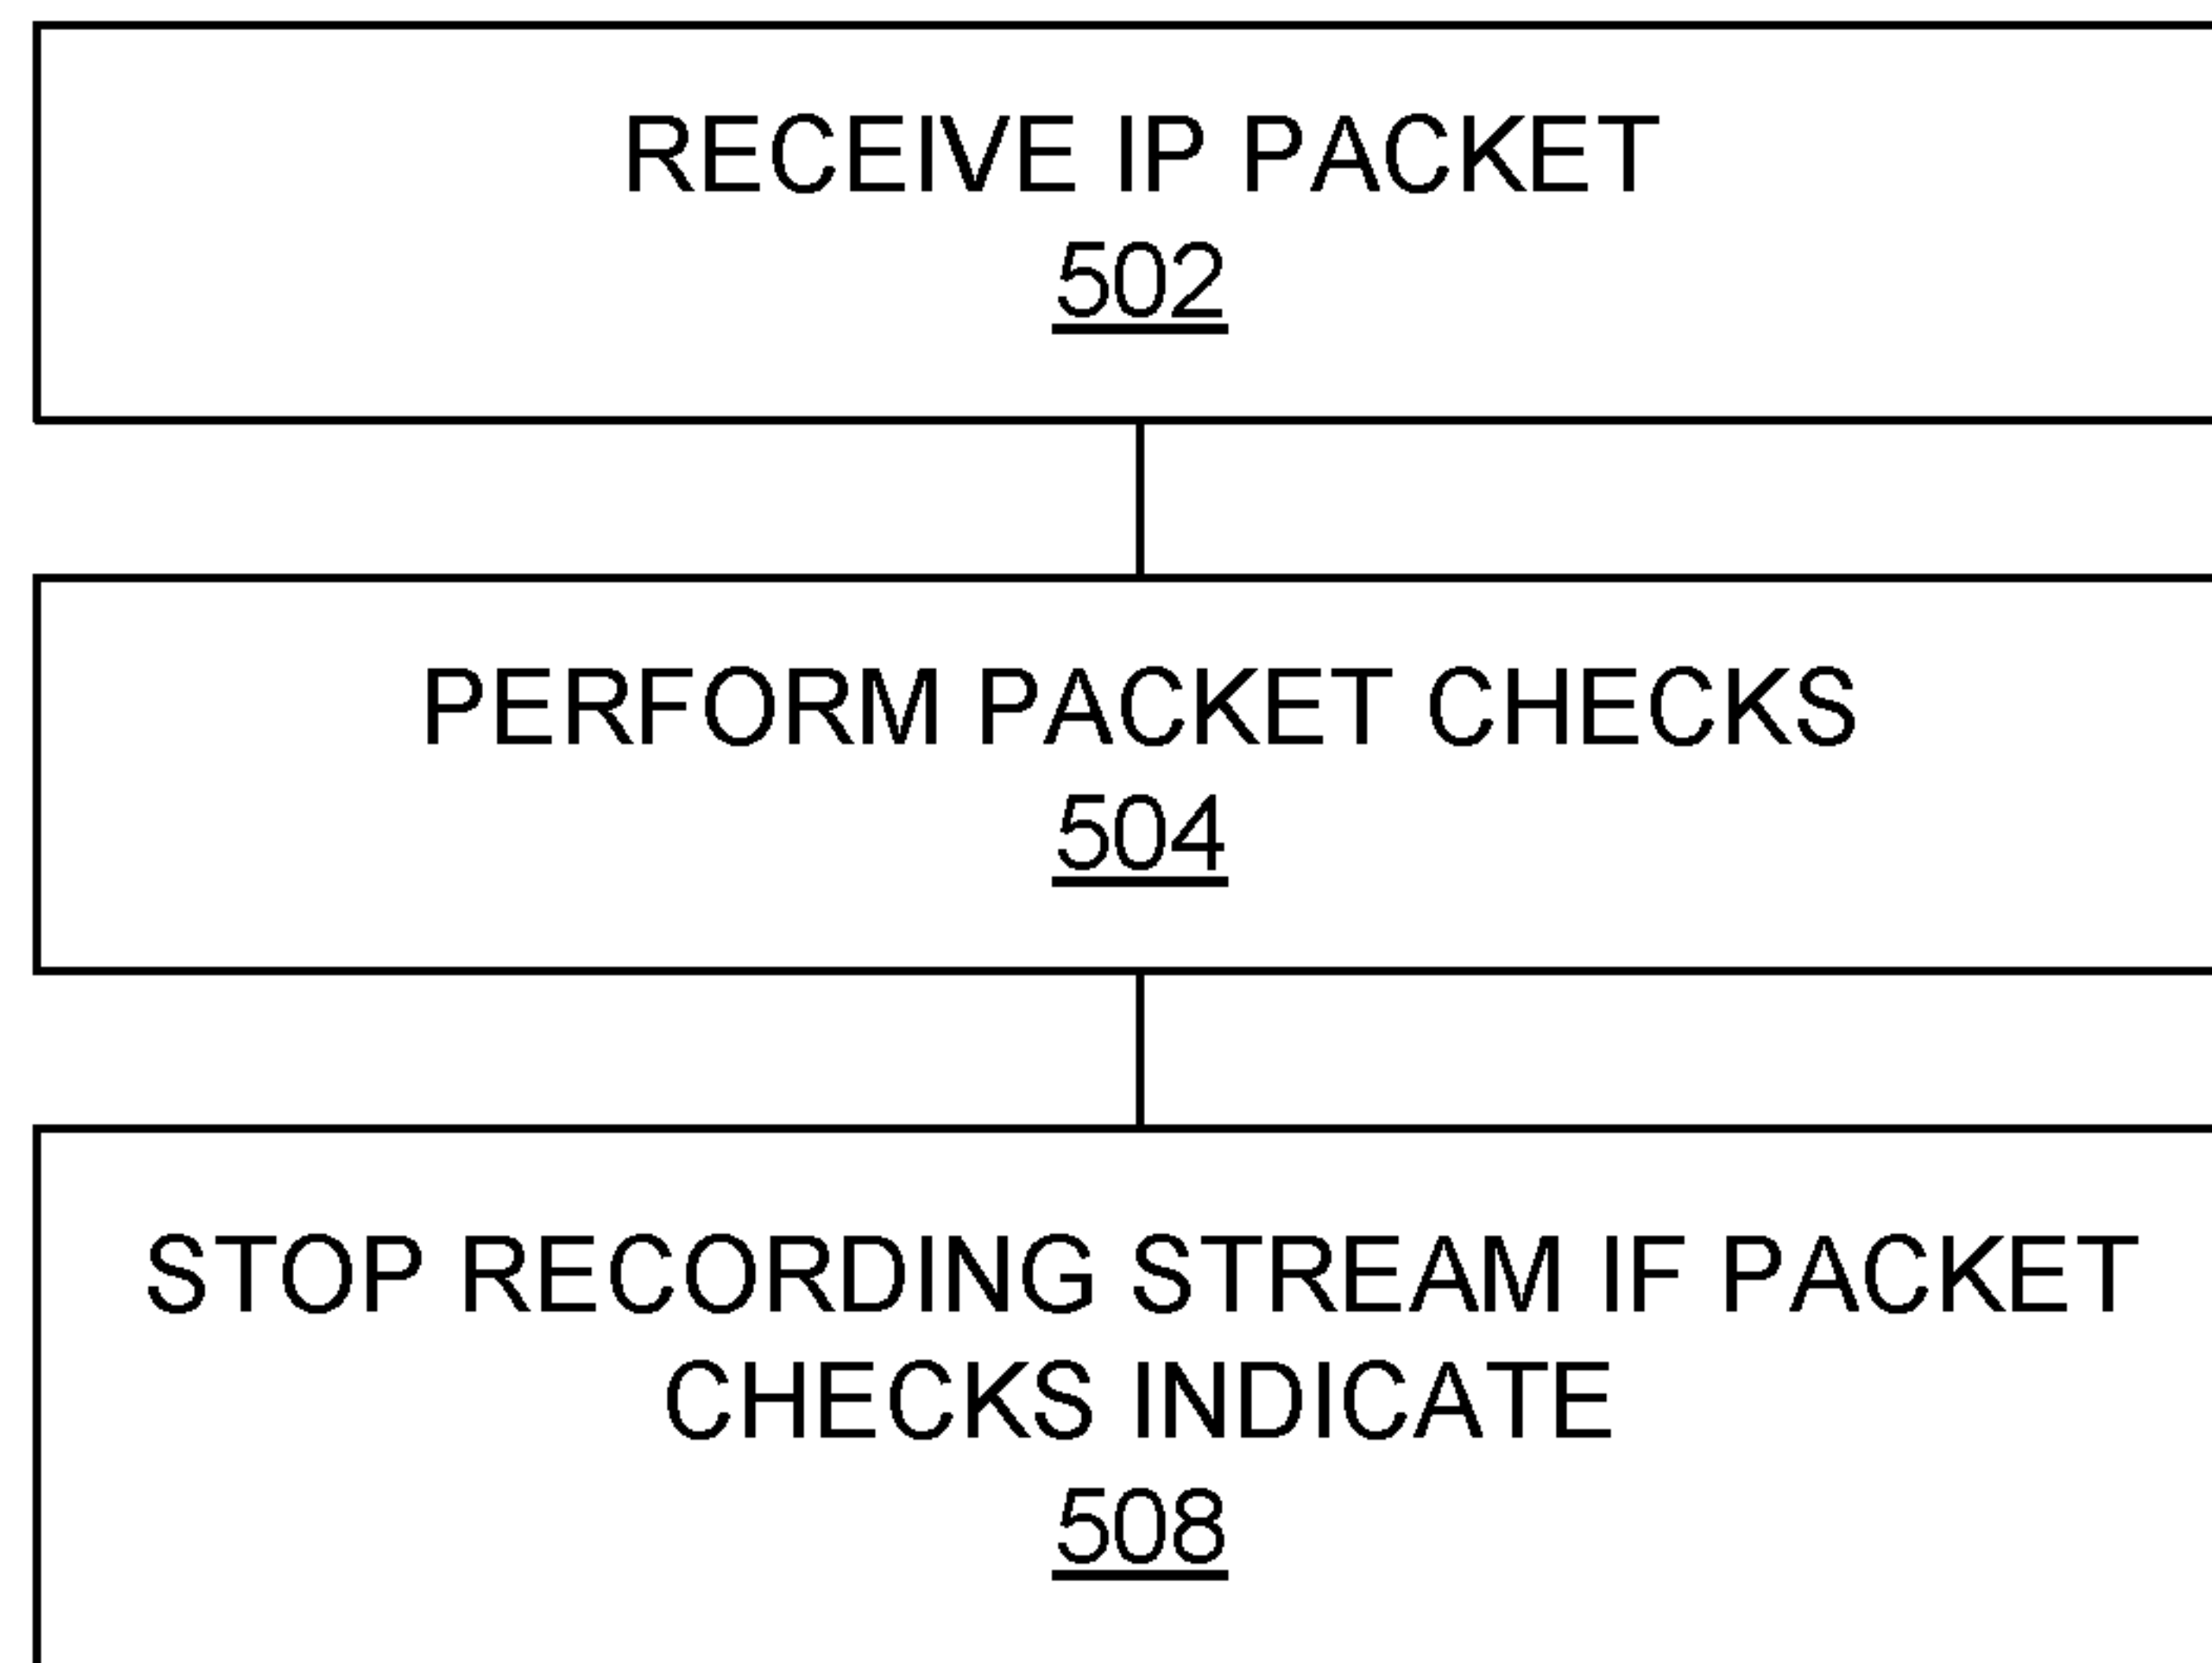 RECEIVE IP PACKET
502
PERFORM PACKET CHECKS
504
STOP RECORDING STREAM IF PACKET
CHECKS INDICATE
508